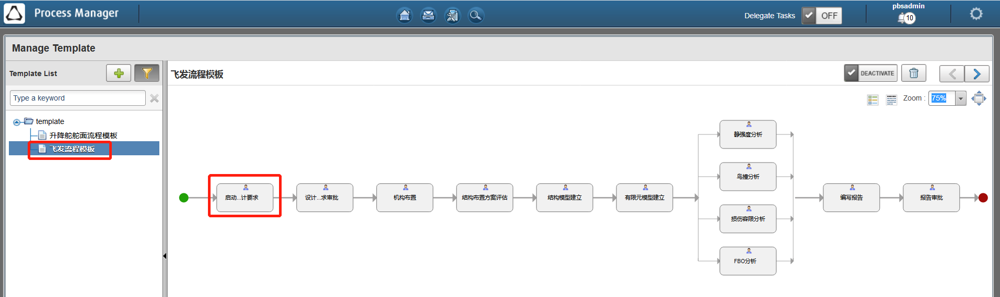 Process Manager
Delegate Tasks
OFF
pbsadmin
10
Manage Template
Template List
Type a keyword
template
升降舵舵面流程模板
飞发流程模板
飞发流程模板
DEACTIVATE
Zoom :
75%
启动...计要求
设计...求审批
机构布置
结构布置方案评估
结构模型建立
有限元模型建立
静强度分析
鸟撞分析
损伤容限分析
FBO分析
编写报告
报告审批